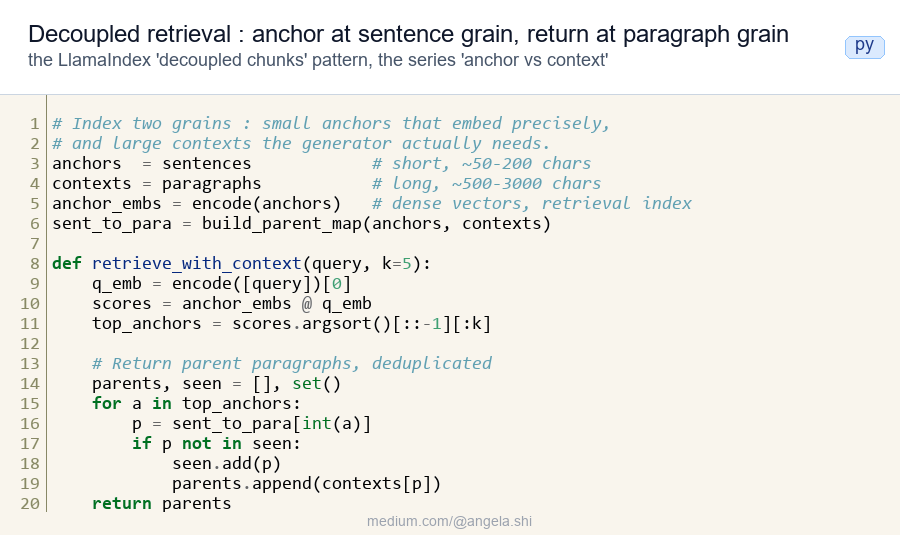 Decoupled retrieval : anchor at sentence grain, return at paragraph grain
the LlamaIndex 'decoupled chunks' pattern, the series 'anchor vs context'
py
1 # Index two grains : small anchors that embed precisely,
2 # and large contexts the generator actually needs.
3 anchors  = sentences            # short, ~50-200 chars
4 contexts = paragraphs           # long, ~500-3000 chars
5 anchor_embs = encode(anchors)   # dense vectors, retrieval index
6 sent_to_para = build_parent_map(anchors, contexts)
7
8 def retrieve_with_context(query, k=5):
9     q_emb = encode([query])[0]
10     scores = anchor_embs @ q_emb
11     top_anchors = scores.argsort()[::-1][:k]
12
13     # Return parent paragraphs, deduplicated
14     parents, seen = [], set()
15     for a in top_anchors:
16         p = sent_to_para[int(a)]
17         if p not in seen:
18             seen.add(p)
19             parents.append(contexts[p])
20     return parents
medium.com/@angela.shi